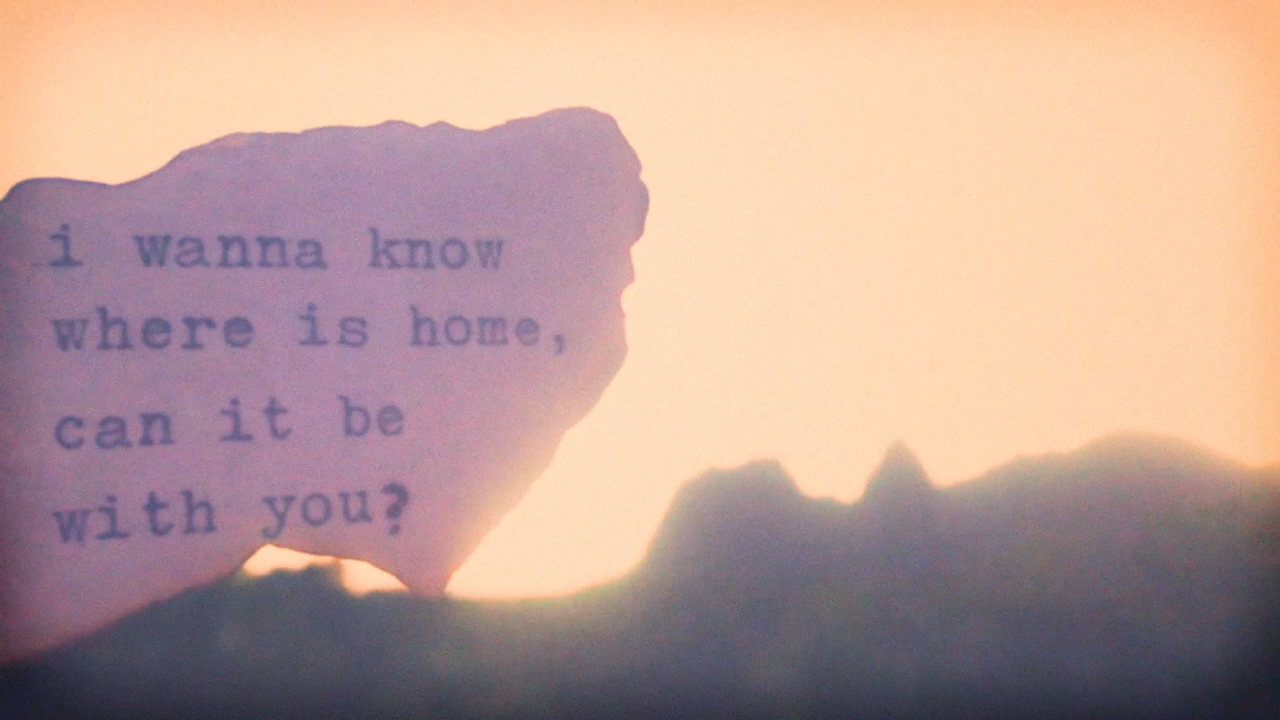 i wanna know
where is home,
can it be
with you?